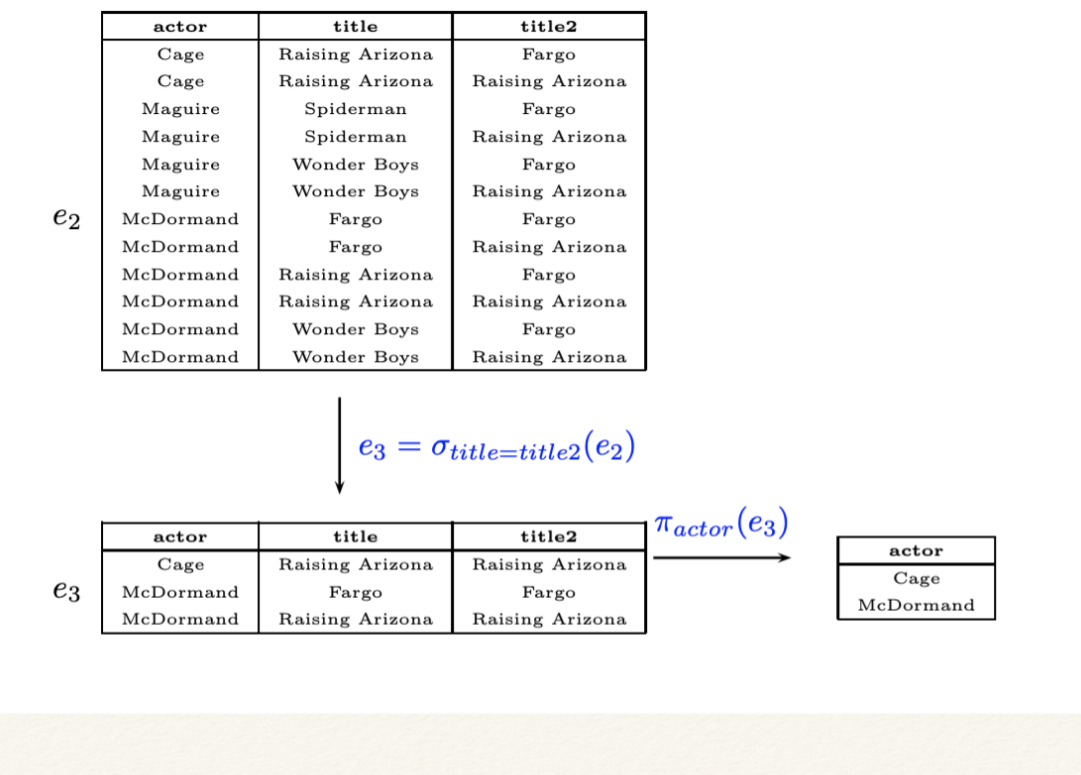 actor title title2
Cage Raising Arizona Fargo
Cage Raising Arizona Raising Arizona
Maguire Spiderman Fargo
Maguire Spiderman Raising Arizona
Maguire Wonder Boys Fargo
Maguire Wonder Boys Raising Arizona
e2 McDormand Fargo Fargo
McDormand Fargo Raising Arizona
McDormand Raising Arizona Fargo
McDormand Raising Arizona Raising Arizona
McDormand Wonder Boys Fargo
McDormand Wonder Boys Raising Arizona
e3 = σtitle=title2(e2)
actor title title2
Cage Raising Arizona Raising Arizona
e3 McDormand Fargo Fargo
McDormand Raising Arizona Raising Arizona
πactor(e3)
actor
Cage
McDormand